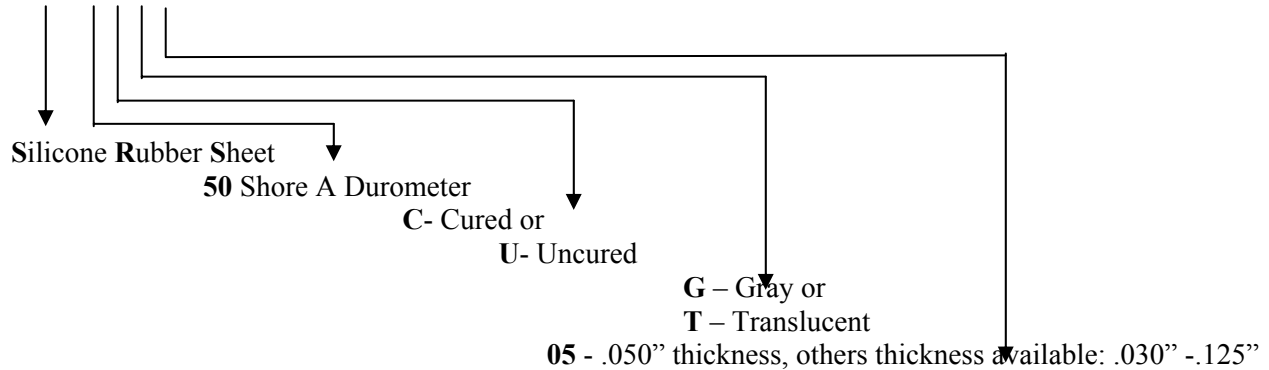 Silicone Rubber Sheet
50 Shore A Durometer
C- Cured or
U- Uncured
G – Gray or
T – Translucent
05 - .050” thickness, others thickness available: .030” -.125”